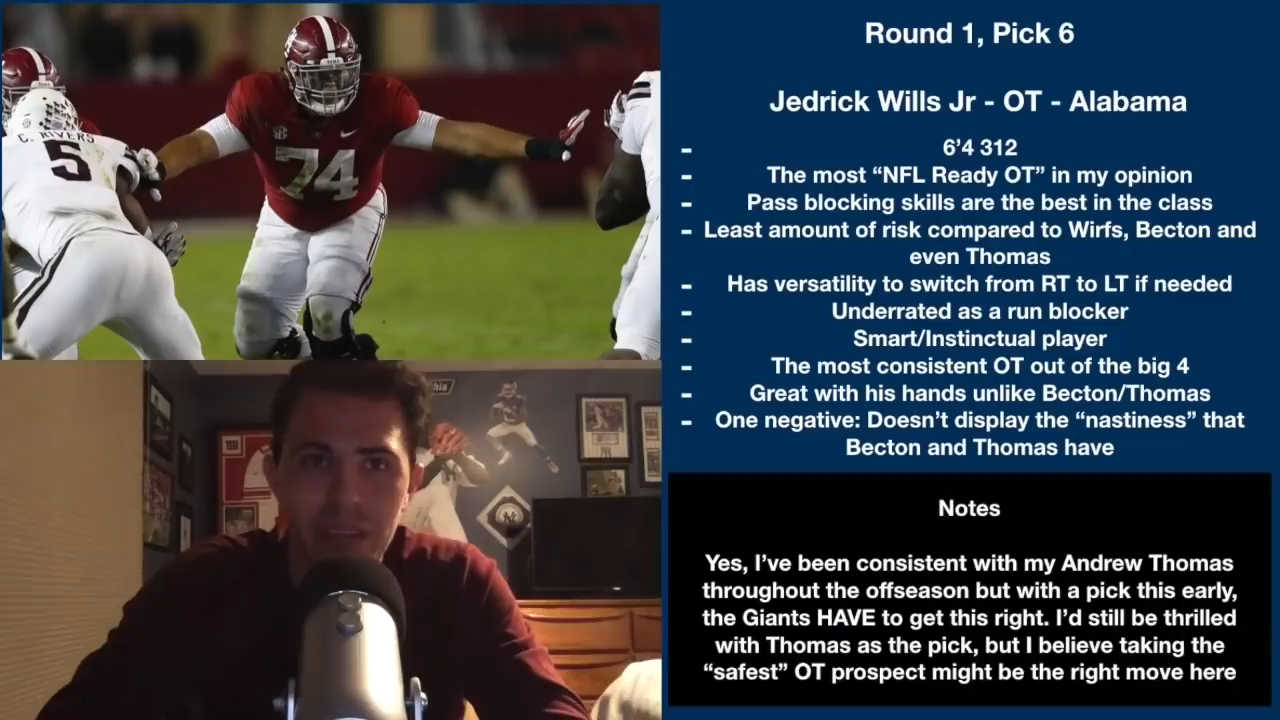 Round 1, Pick 6
Jedrick Wills Jr - OT - Alabama
- 6’4 312
- The most “NFL Ready OT” in my opinion
- Pass blocking skills are the best in the class
- Least amount of risk compared to Wirfs, Becton and
even Thomas
- Has versatility to switch from RT to LT if needed
- Underrated as a run blocker
- Smart/Instinctual player
- The most consistent OT out of the big 4
- Great with his hands unlike Becton/Thomas
- One negative: Doesn’t display the “nastiness” that
Becton and Thomas have
Notes
Yes, I’ve been consistent with my Andrew Thomas
throughout the offseason but with a pick this early,
the Giants HAVE to get this right. I’d still be thrilled
with Thomas as the pick, but I believe taking the
“safest” OT prospect might be the right move here
C. RIVERS
5
74